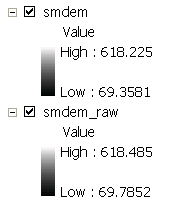 smdem
Value
High : 618.225
Low : 69.3581
smdem_raw
Value
High : 618.485
Low : 69.7852